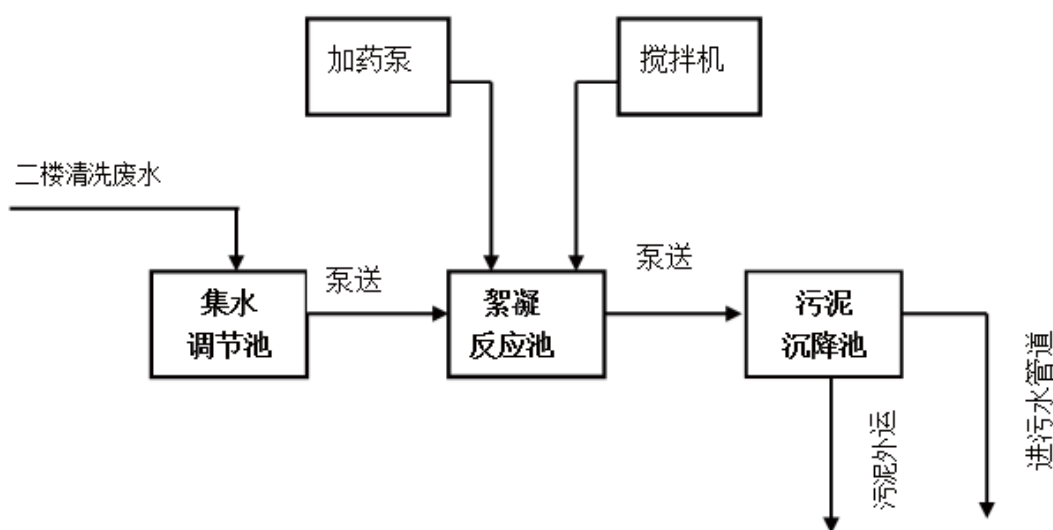 加药泵
搅拌机
二楼清洗废水
泵送
泵送
集水
调节池
絮凝
反应池
污泥
沉降池
污泥外运
进污水管道